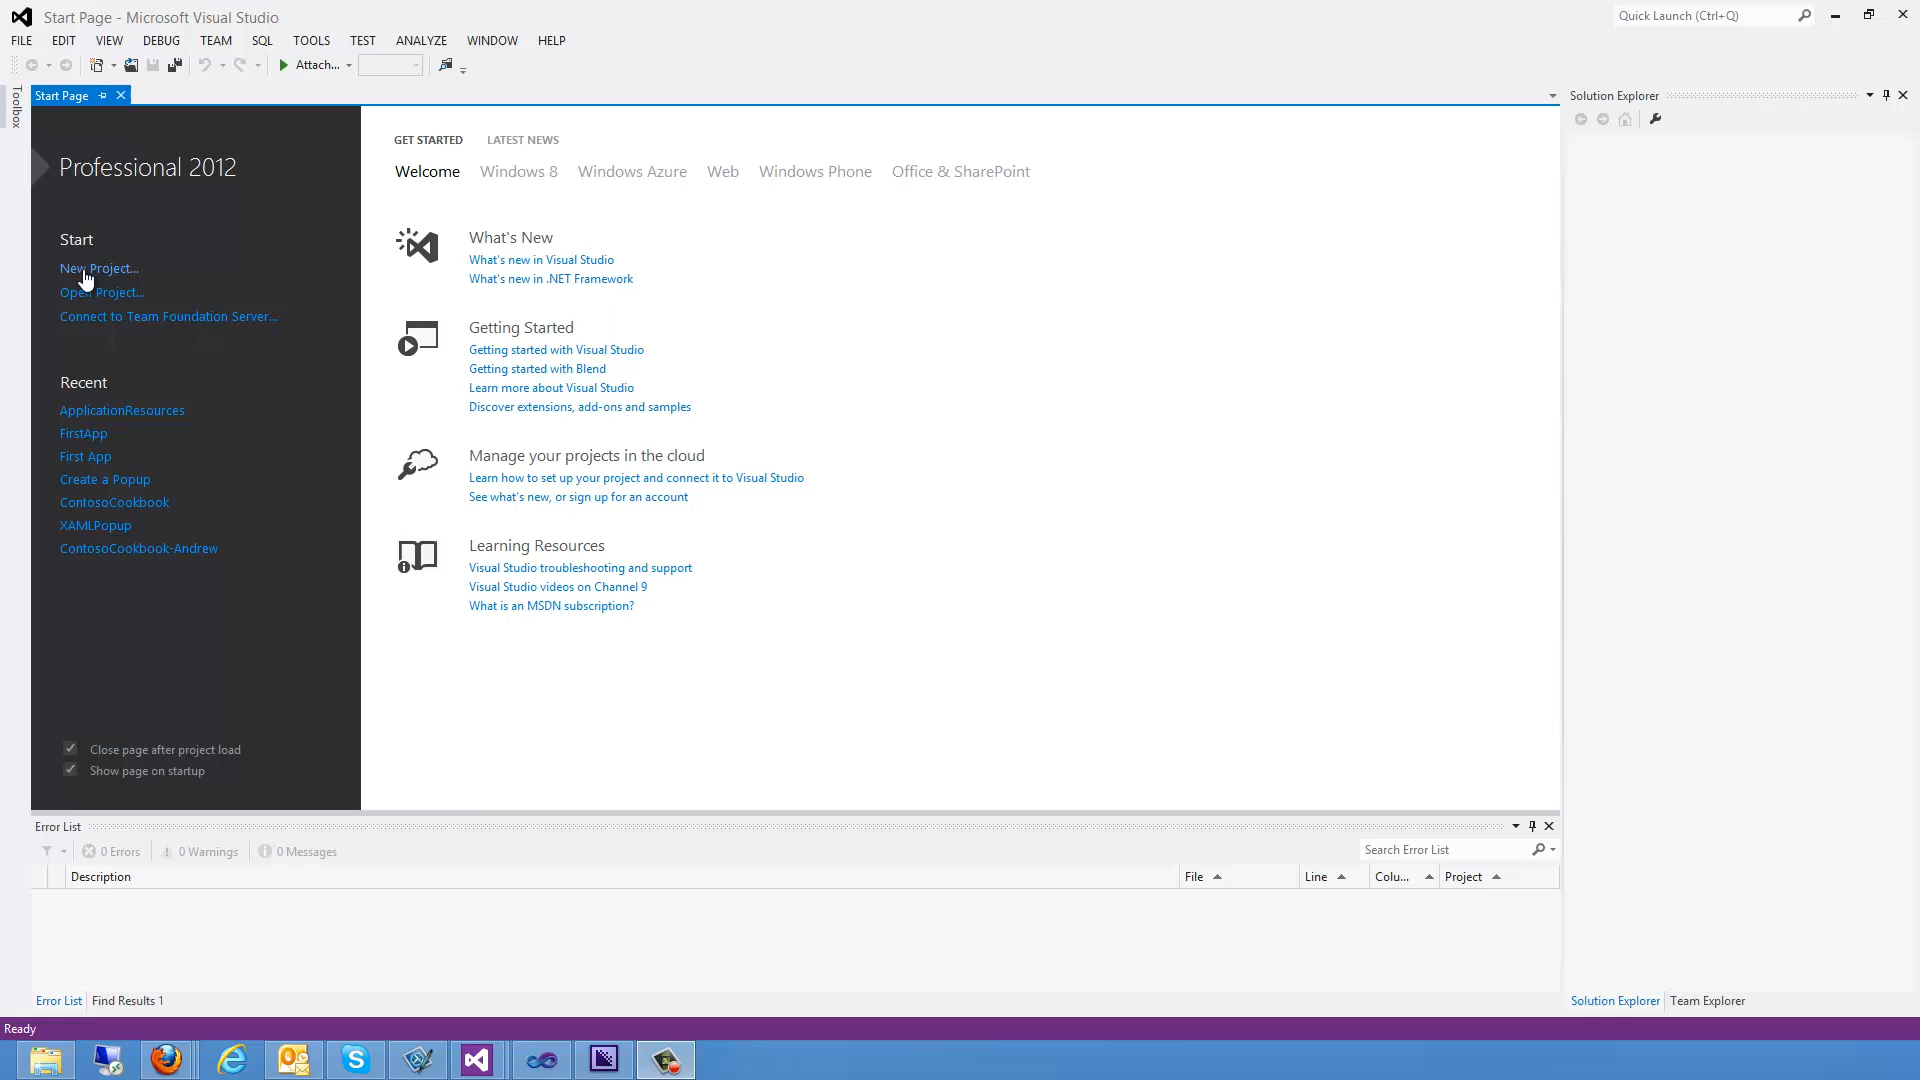 Start Page - Microsoft Visual Studio
Quick Launch (Ctrl+Q)
FILE EDIT VIEW DEBUG TEAM SQL TOOLS TEST ANALYZE WINDOW HELP
Attach...
Toolbox
Start Page
Solution Explorer
Professional 2012
Start
New Project...
Open Project...
Connect to Team Foundation Server...
Recent
ApplicationResources
FirstApp
First App
Create a Popup
ContosoCookbook
XAMLPopup
ContosoCookbook-Andrew
Close page after project load
Show page on startup
GET STARTED LATEST NEWS
Welcome Windows 8 Windows Azure Web Windows Phone Office & SharePoint
What's New
What's new in Visual Studio
What's new in .NET Framework
Getting Started
Getting started with Visual Studio
Getting started with Blend
Learn more about Visual Studio
Discover extensions, add-ons and samples
Manage your projects in the cloud
Learn how to set up your project and connect it to Visual Studio
See what's new, or sign up for an account
Learning Resources
Visual Studio troubleshooting and support
Visual Studio videos on Channel 9
What is an MSDN subscription?
Error List
0 Errors 0 Warnings 0 Messages
Search Error List
Description File Line Colu... Project
Error List Find Results 1
Solution Explorer Team Explorer
Ready